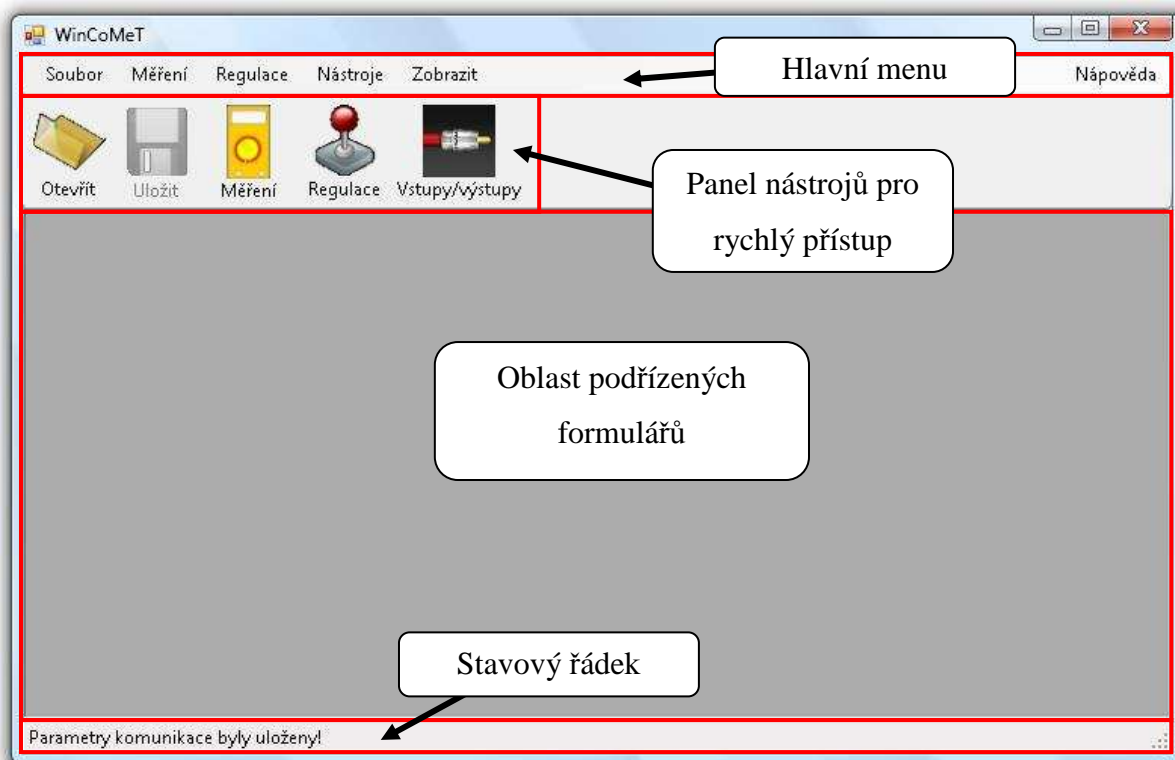 WinCoMeT
Soubor Měření Regulace Nástroje Zobrazit Nápověda
Hlavní menu
Otevřít Uložit Měření Regulace Vstupy/výstupy
Panel nástrojů pro
rychlý přístup
Oblast podřízených
formulářů
Stavový řádek
Parametry komunikace byly uloženy!